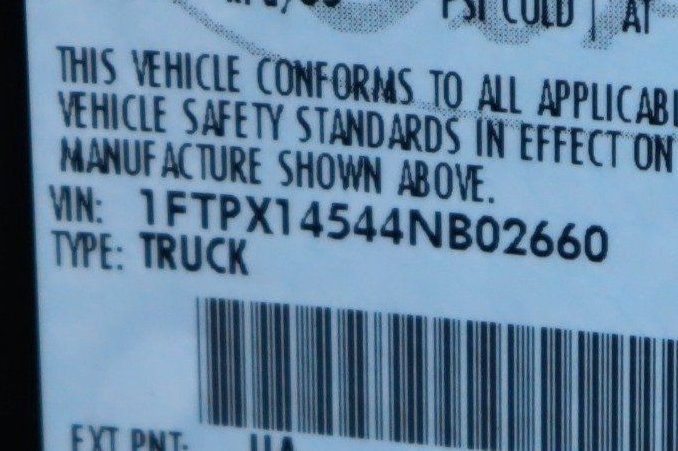 PSI COLD AT
THIS VEHICLE CONFORMS TO ALL
VEHICLE SAFETY STANDARDS IN EFFECT ON
MANUFACTURE SHOWN ABOVE.
VIN: 1FTPX14544NB02660
TYPE: TRUCK
EXT PNT: UA